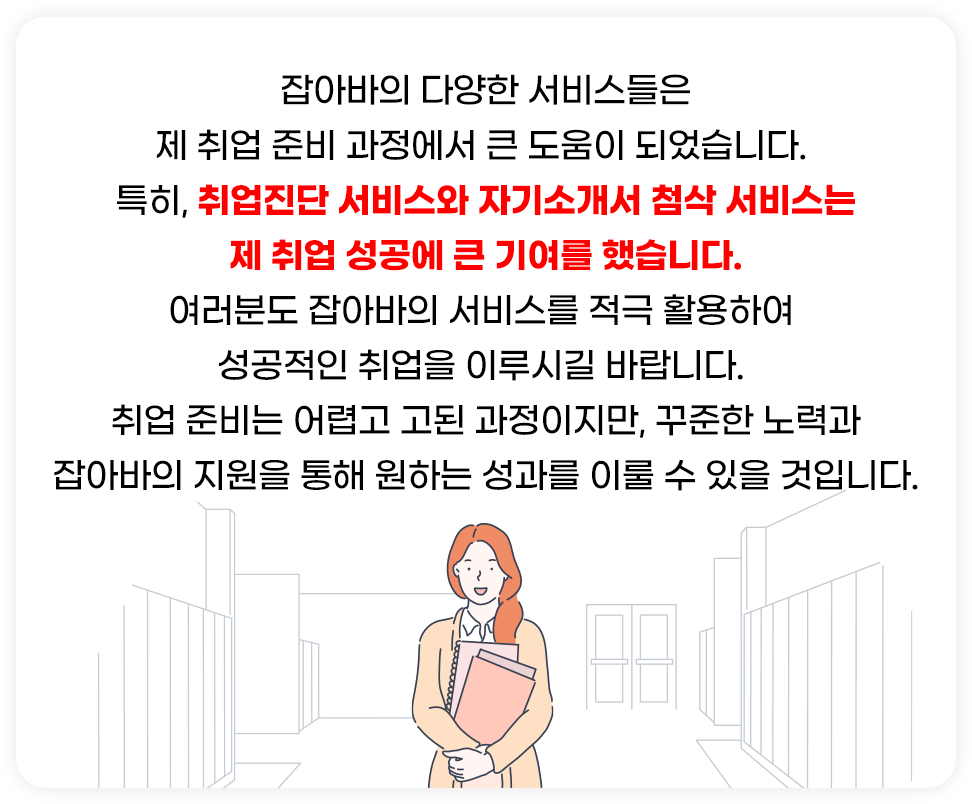 잡아바의 다양한 서비스들은
제 취업 준비 과정에서 큰 도움이 되었습니다.
특히, 취업진단 서비스와 자기소개서 첨삭 서비스는
제 취업 성공에 큰 기여를 했습니다.
여러분도 잡아바의 서비스를 적극 활용하여
성공적인 취업을 이루시길 바랍니다.
취업 준비는 어렵고 고된 과정이지만, 꾸준한 노력과
잡아바의 지원을 통해 원하는 성과를 이룰 수 있을 것입니다.